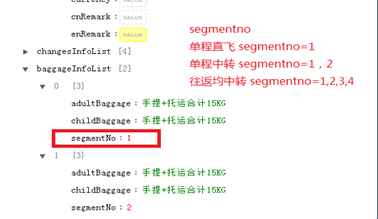 currency : VALUE
cnRemark : VALUE
enRemark : VALUE
changesInfoList [4]
baggageInfoList [2]
0 {3}
adultBaggage : 手提+托运合计15KG
childBaggage : 手提+托运合计15KG
segmentNo : 1
1 {3}
adultBaggage : 手提+托运合计15KG
childBaggage : 手提+托运合计15KG
segmentNo : 2
segmentno
单程直飞 segmentno=1
单程中转 segmentno=1，2
往返均中转 segmentno=1,2,3,4